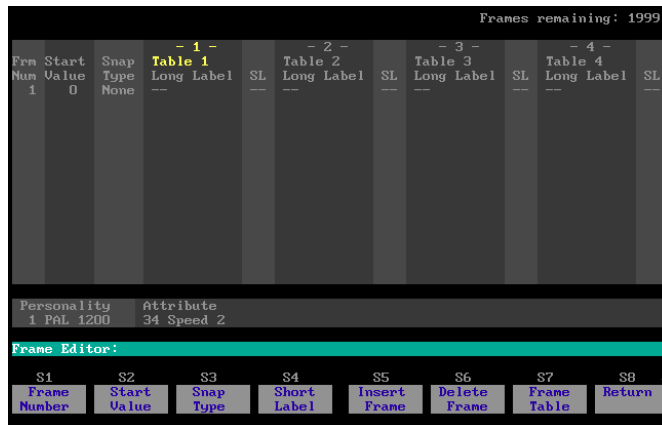 Frames remaining: 1999
- 1 - - 2 - - 3 - - 4 -
Frm Start Snap Table 1 Table 2 Table 3 Table 4
Num Value Type Long Label SL Long Label SL Long Label SL Long Label SL
1 0 None -- -- -- -- -- -- -- --
Personality Attribute
1 PAL 1200 34 Speed 2
Frame Editor:
S1 S2 S3 S4 S5 S6 S7 S8
Frame Start Snap Short Insert Delete Frame Return
Number Value Type Label Frame Frame Table